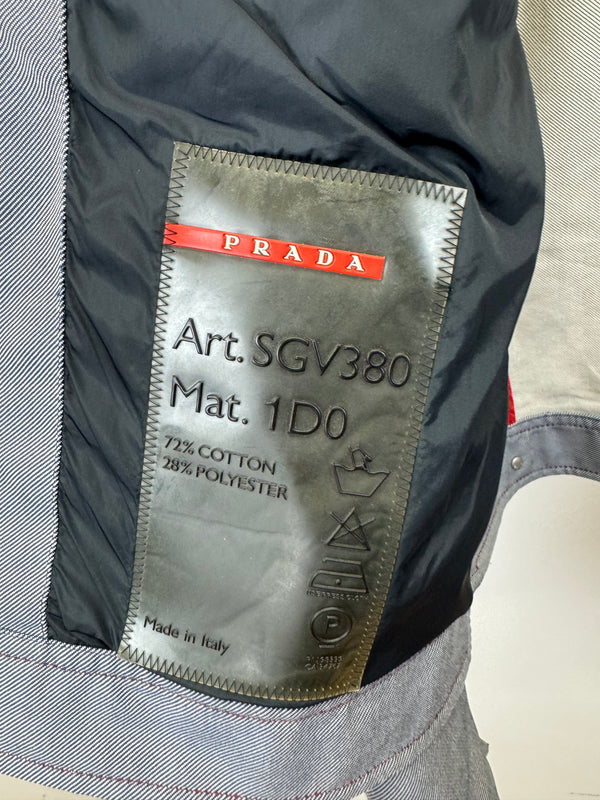 PRADA
Art. SGV380
Mat. 1D0
72% COTTON
28% POLYESTER
P
Made in Italy